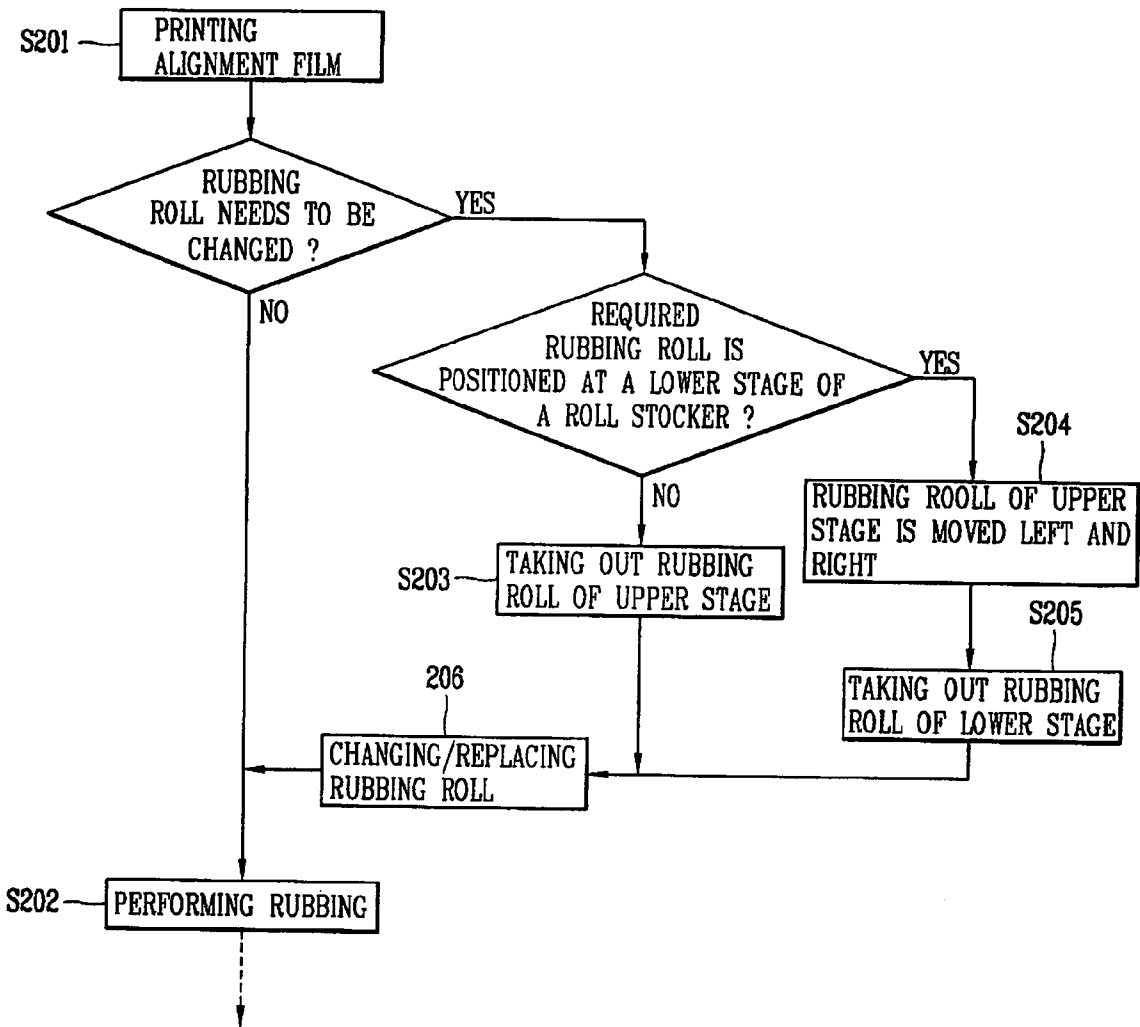 S201
PRINTING
ALIGNMENT FILM
RUBBING
ROLL NEEDS TO BE
CHANGED ?
YES
NO
REQUIRED
RUBBING ROLL IS
POSITIONED AT A LOWER STAGE OF
A ROLL STOCKER ?
YES
NO
S204
RUBBING ROOLL OF UPPER
STAGE IS MOVED LEFT AND
RIGHT
S203
TAKING OUT RUBBING
ROLL OF UPPER STAGE
S205
TAKING OUT RUBBING
ROLL OF LOWER STAGE
206
CHANGING/REPLACING
RUBBING ROLL
S202
PERFORMING RUBBING